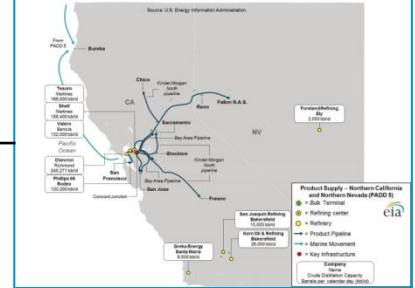 Source: U.S. Energy Information Administration.
From
PADD 5
Eureka
Chico
Kinder Morgan
North
pipeline
Reno
Fallon N.A.S.
CA
NV
Tesoro
Martinez
166,000 b/cd
Shell
Martinez
156,400 b/cd
Valero
Benicia
132,000 b/cd
Pacific
Ocean
Chevron
Richmond
245,271 b/cd
Phillips 66
Rodeo
120,200 b/cd
Sacramento
Bay Area Pipeline
Stockton
Kinder Morgan
North
pipeline
San
Francisco
Bay Area Pipeline
San Jose
Concord Junction
Fresno
Foreland Refining
Ely
2,000 b/cd
San Joaquin Refining
Bakersfield
15,000 b/cd
Kern Oil & Refining
Bakersfield
26,000 b/cd
Greka Energy
Santa Maria
9,500 b/cd
Product Supply – Northern California
and Northern Nevada (PADD 5)
Bulk Terminal
Refining center
Refinery
Product Pipeline
Marine Movement
Key Infrastructure
eia
Company
Name
Crude Distillation Capacity
Barrels per calendar day (b/cd)